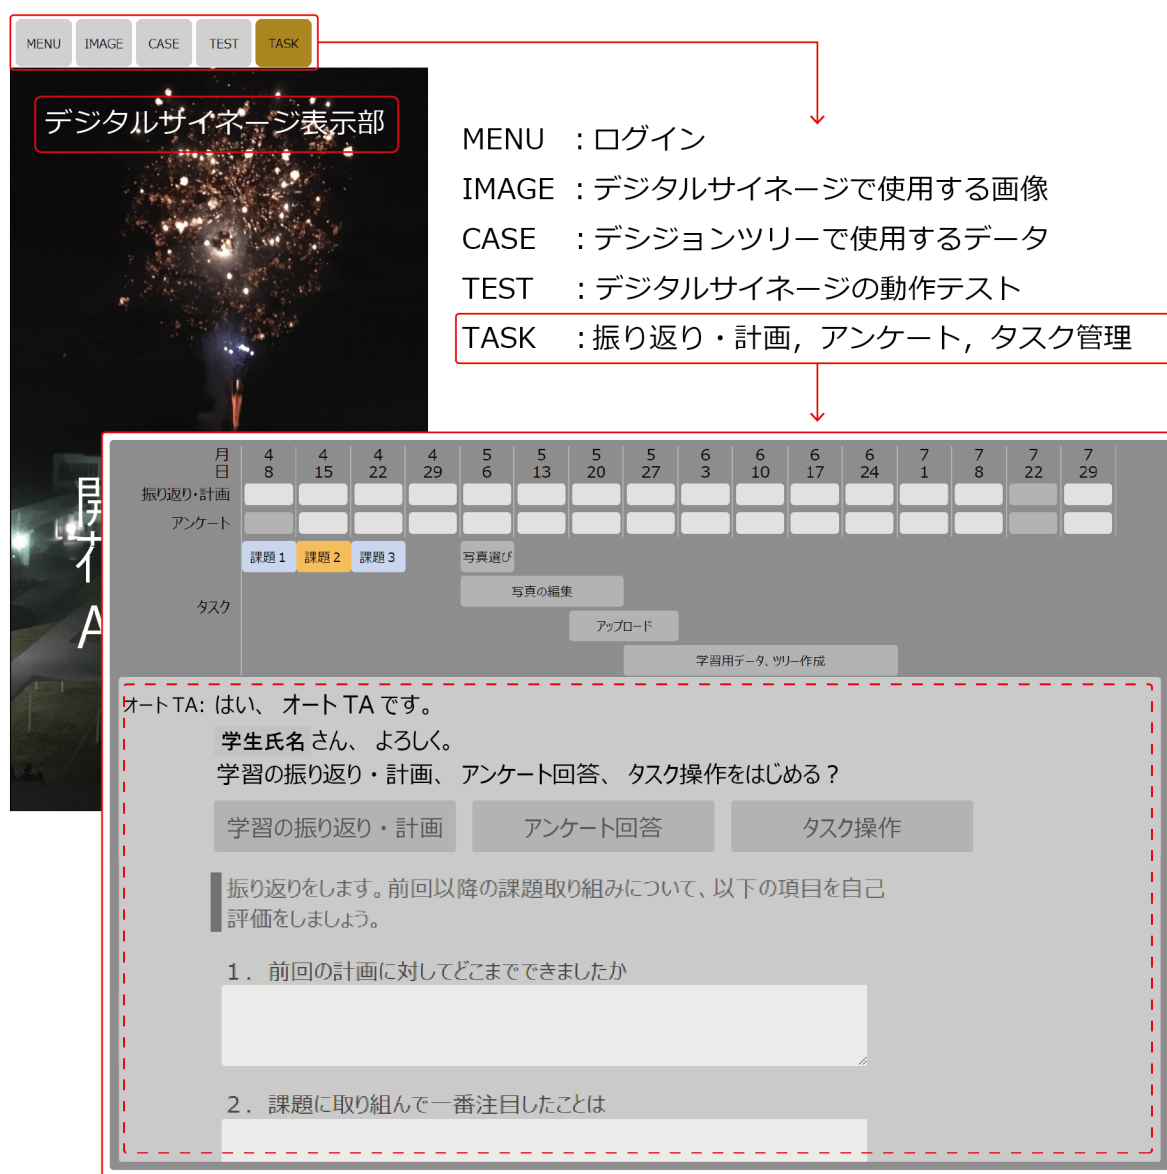 MENU IMAGE CASE TEST TASK
デジタルサイネージ表示部
MENU ：ログイン
IMAGE ：デジタルサイネージで使用する画像
CASE ：デシジョンツリーで使用するデータ
TEST ：デジタルサイネージの動作テスト
TASK ：振り返り・計画，アンケート，タスク管理
月 4 4 4 4 5 5 5 5 6 6 6 6 7 7 7 7
日 8 15 22 29 6 13 20 27 3 10 17 24 1 8 22 29
振り返り・計画
アンケート
課題1 課題2 課題3 写真選び
写真の編集
タスク
アップロード
学習用データ、ツリー作成
オートTA: はい、オートTAです。
学生氏名さん、よろしく。
学習の振り返り・計画、アンケート回答、タスク操作をはじめる？
学習の振り返り・計画 アンケート回答 タスク操作
振り返りをします。前回以降の課題取り組みについて、以下の項目を自己
評価をしましょう。
1．前回の計画に対してどこまでできましたか
2．課題に取り組んで一番注目したことは